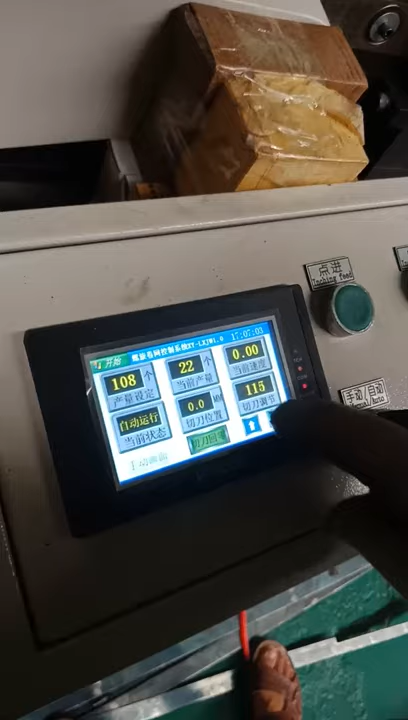 点进
Inching feed
开始
17:07:03
108 个
22 个
0.00
产量设定
当前产量
当前速度
自动运行
0.0 MM
115
当前状态
切刀位置
切刀调节
切刀回零
手动画面
手动 自动